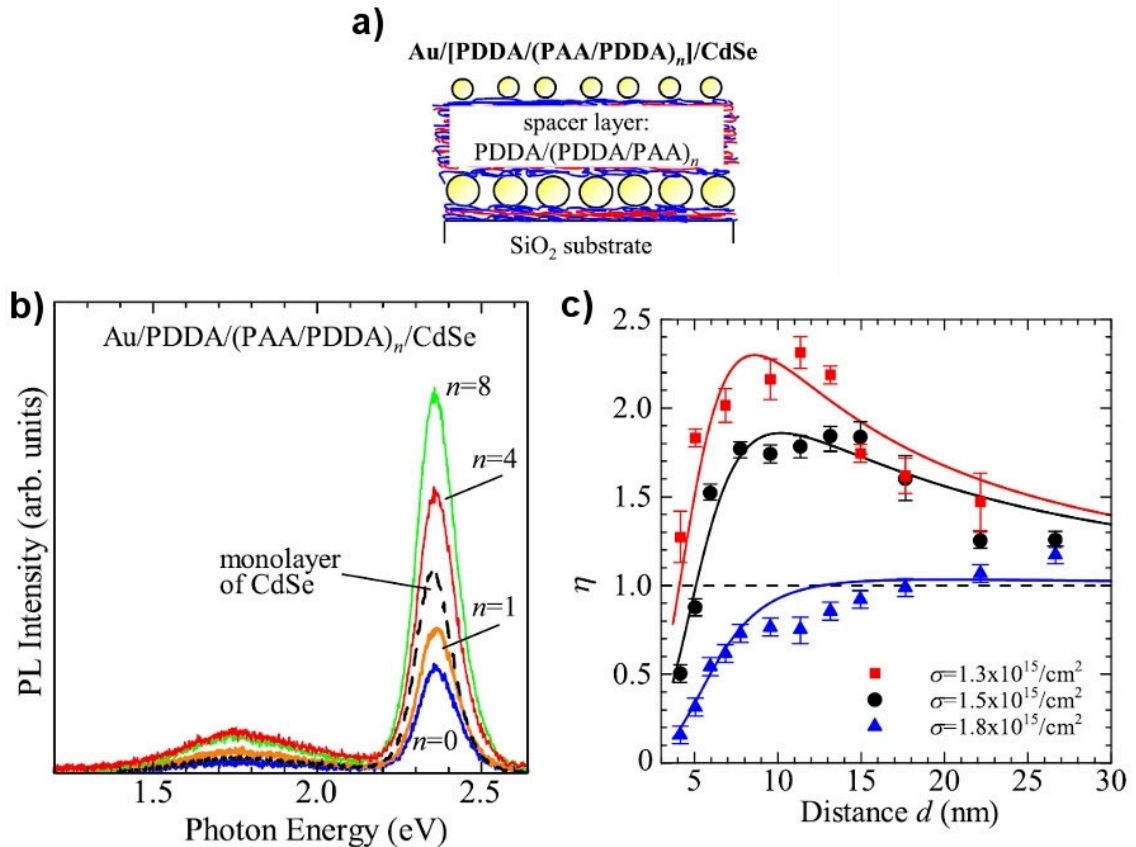 a)
Au/[PDDA/(PAA/PDDA)n]/CdSe
spacer layer:
PDDA/(PDDA/PAA)n
SiO2 substrate
b)
Au/PDDA/(PAA/PDDA)n/CdSe
n=8
n=4
monolayer
of CdSe
n=1
n=0
PL Intensity (arb. units)
1.5
2.0
2.5
Photon Energy (eV)
c)
2.5
2.0
1.5
1.0
0.5
0
η
σ=1.3x10^15/cm^2
σ=1.5x10^15/cm^2
σ=1.8x10^15/cm^2
5
10
15
20
25
30
Distance d (nm)